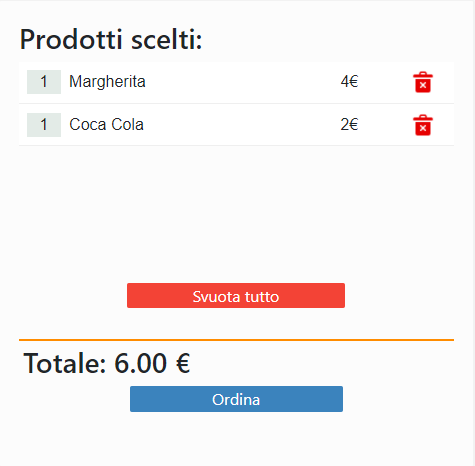 Prodotti scelti:
1 Margherita 4€
1 Coca Cola 2€
Svuota tutto
Totale: 6.00 €
Ordina